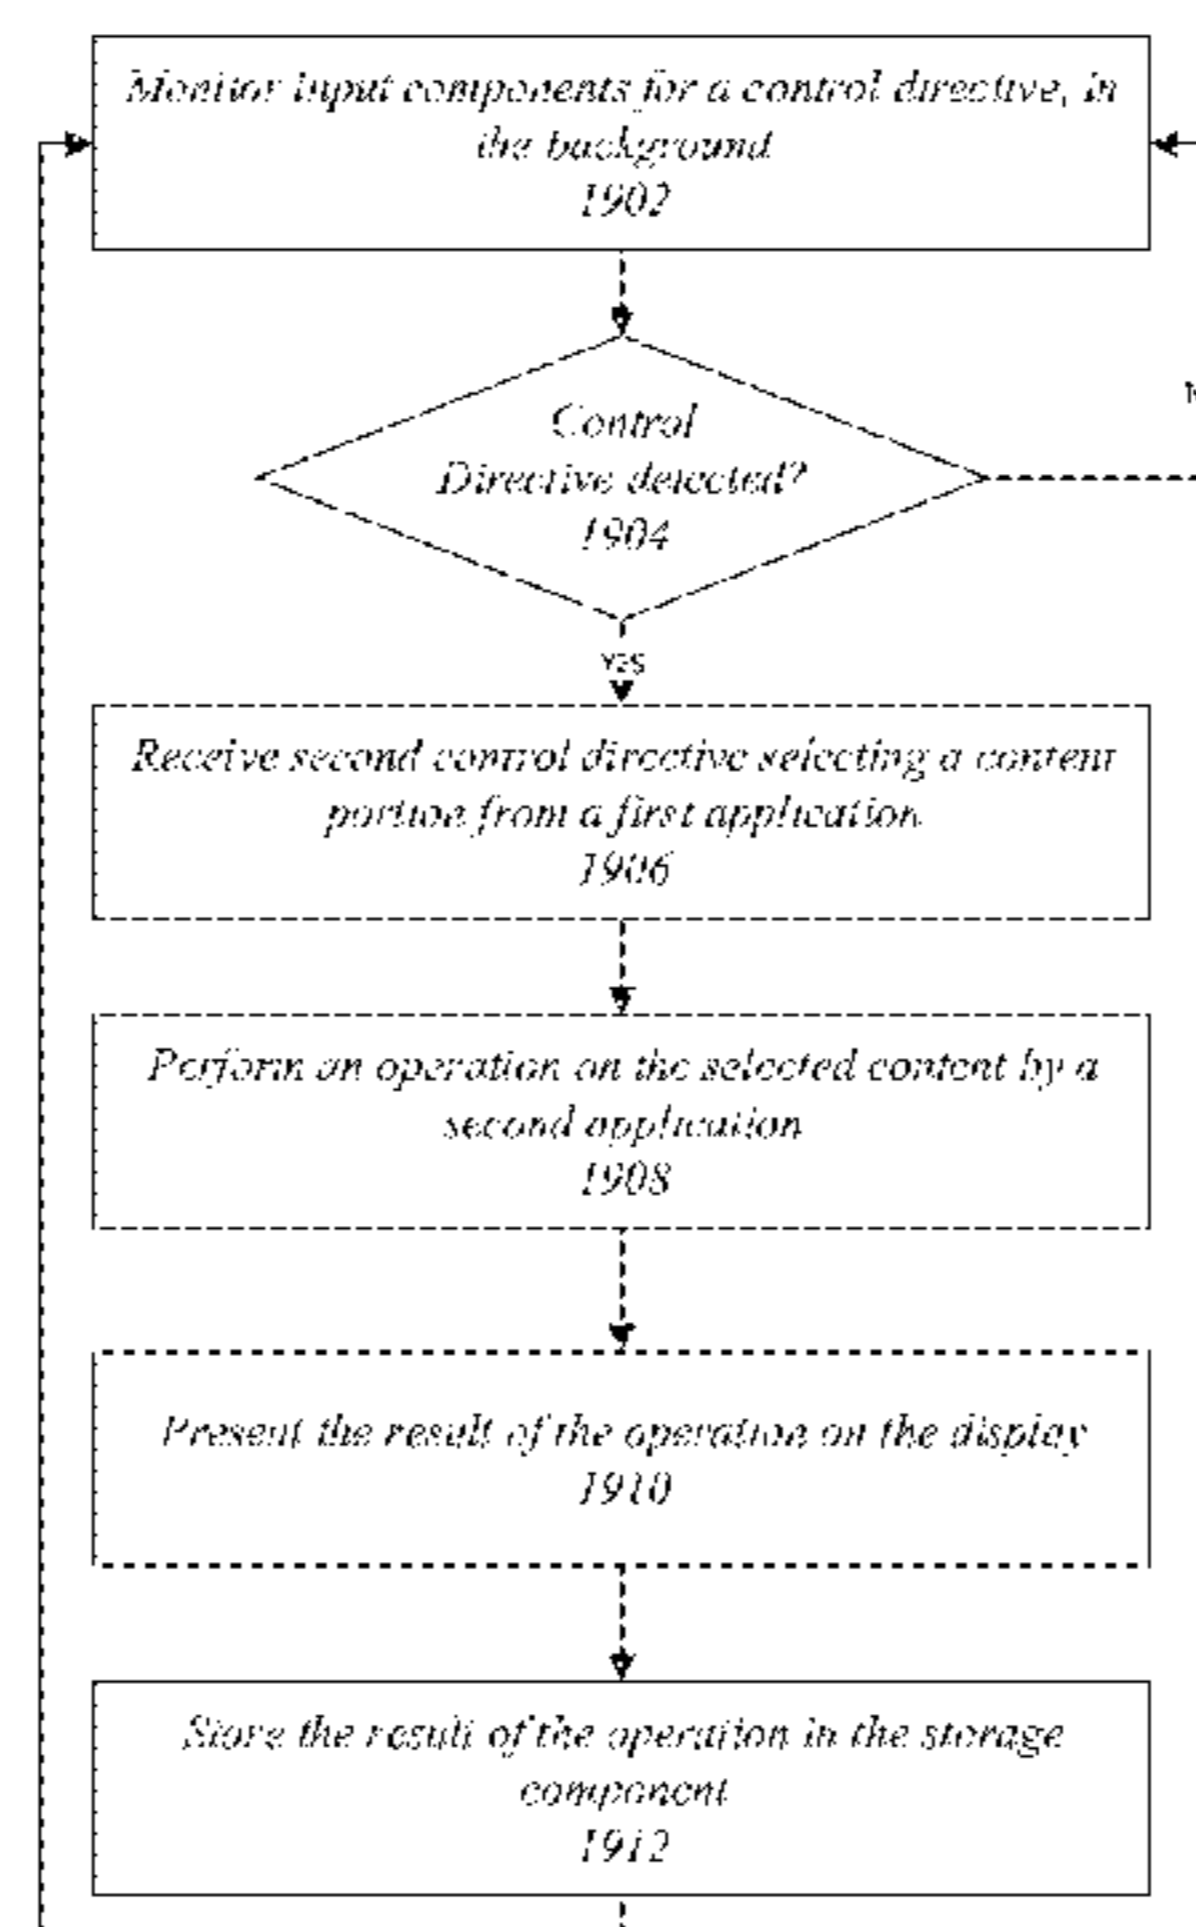 Monitor input components for a control directive, in
the background
1902
Control
Directive detected?
1904
Yes
Receive second control directive selecting a content
portion from a first application
1906
Perform an operation on the selected content by a
second application
1908
Present the result of the operation on the display
1910
Store the result of the operation in the storage
component
1912